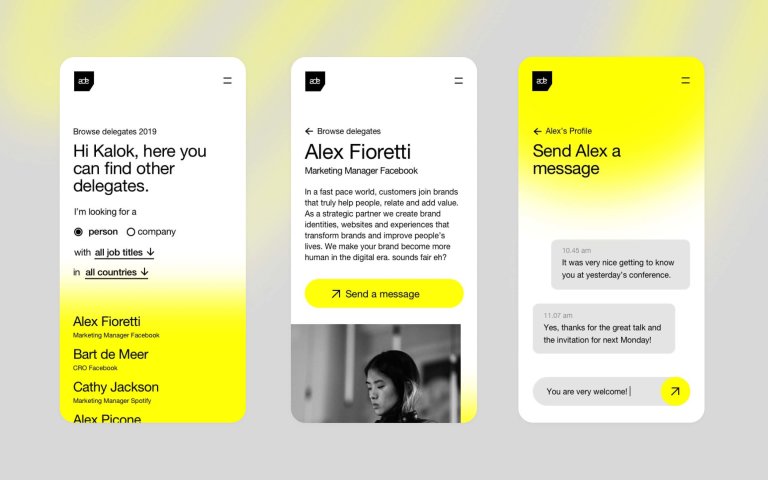 ade
Browse delegates 2019
Hi Kalok, here you
can find other
delegates.
I'm looking for a
person company
with all job titles
in all countries
Alex Fioretti
Marketing Manager Facebook
Bart de Meer
CRO Facebook
Cathy Jackson
Marketing Manager Spotify
Alex Picone
ade
Browse delegates
Alex Fioretti
Marketing Manager Facebook
In a fast pace world, customers join brands
that truly help people, relate and add value.
As a strategic partner we create brand
identities, websites and experiences that
transform brands and improve people's
lives. We make your brand become more
human in the digital era. sounds fair eh?
Send a message
ade
Alex's Profile
Send Alex a
message
10.45 am
It was very nice getting to know
you at yesterday's conference.
11.07 am
Yes, thanks for the great talk and
the invitation for next Monday!
You are very welcome!